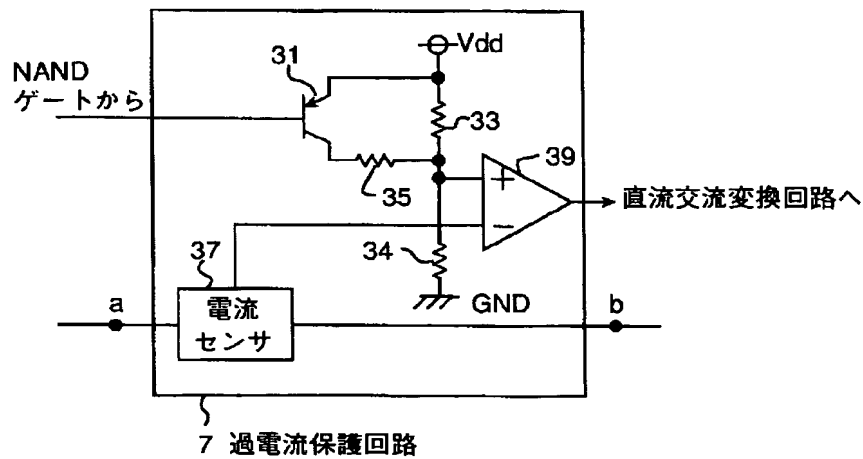 31
Vdd
NAND
ゲートから
33
39
35
+
−
直流交流変換回路へ
37
34
電流
センサ
a
GND
b
7 過電流保護回路